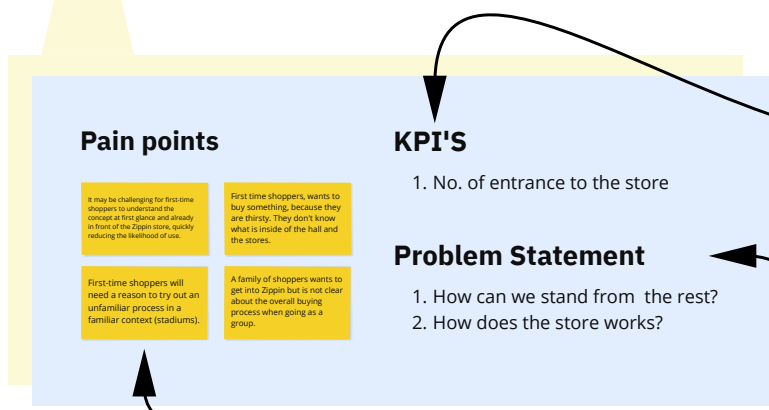 Pain points
It may be challenging for first-time
shoppers to understand the
concept at first glance and already
in front of the Zippin store, quickly
reducing the likelihood of use.
First time shoppers, wants to
buy something, because they
are thirsty. They don't know
what is inside of the hall and
the stores.
First-time shoppers will
need a reason to try out an
unfamiliar process in a
familiar context (stadiums).
A family of shoppers wants to
get into Zippin but is not clear
about the overall buying
process when going as a
group.
KPI'S
1. No. of entrance to the store
Problem Statement
1. How can we stand from  the rest?
2. How does the store works?